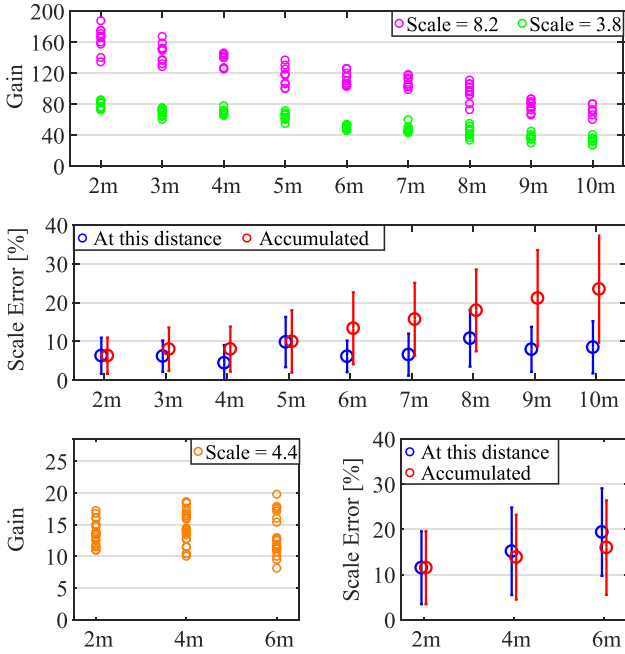 Gain
200
160
120
80
40
0
Scale = 8.2
Scale = 3.8
2m 3m 4m 5m 6m 7m 8m 9m 10m
Scale Error [%]
40
30
20
10
0
At this distance
Accumulated
2m 3m 4m 5m 6m 7m 8m 9m 10m
Gain
25
20
15
10
5
0
Scale = 4.4
2m 4m 6m
Scale Error [%]
40
30
20
10
0
At this distance
Accumulated
2m 4m 6m